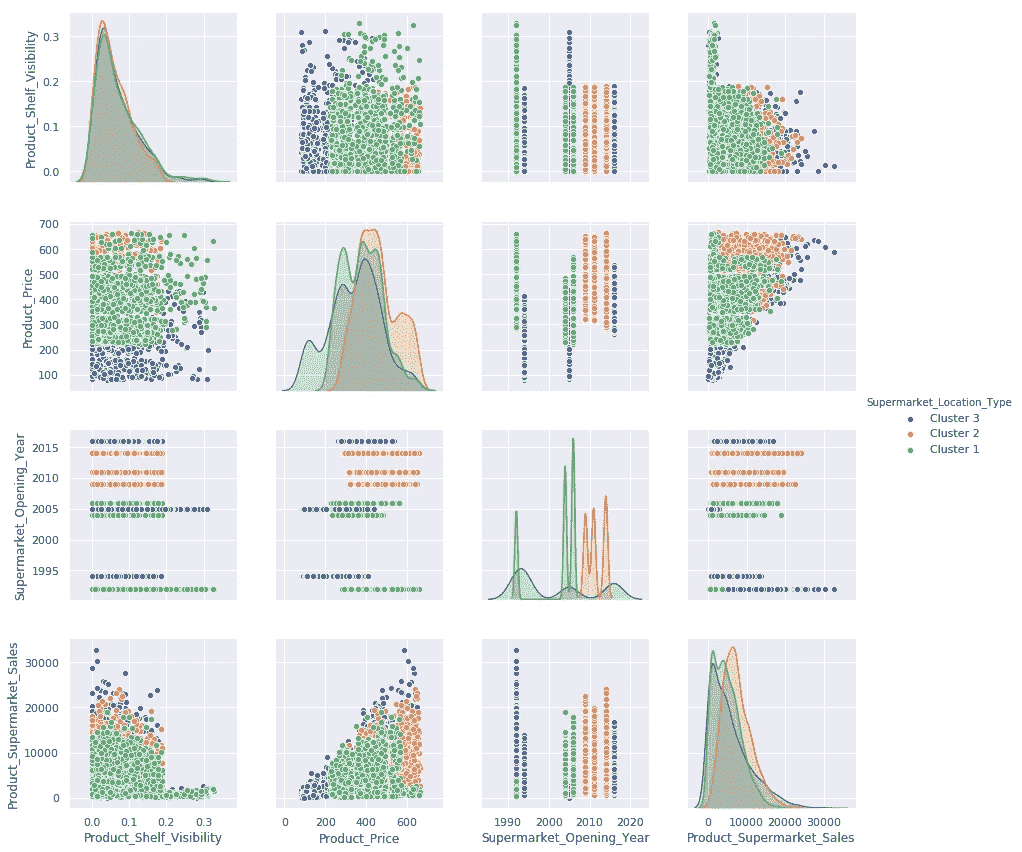 Product_Shelf_Visibility
0.3
0.2
0.1
0.0
Product_Price
700
600
500
400
300
200
100
Supermarket_Location_Type
Cluster 3
Cluster 2
Cluster 1
Supermarket_Opening_Year
2015
2010
2005
2000
1995
Product_Supermarket_Sales
30000
20000
10000
0
0.0 0.1 0.2 0.3
Product_Shelf_Visibility
0 200 400 600
Product_Price
1990 2000 2010 2020
Supermarket_Opening_Year
0 10000 20000 30000
Product_Supermarket_Sales